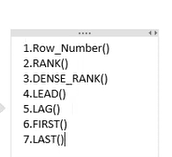 1.Row_Number()
2.RANK()
3.DENSE_RANK()
4.LEAD()
5.LAG()
6.FIRST()
7.LAST()